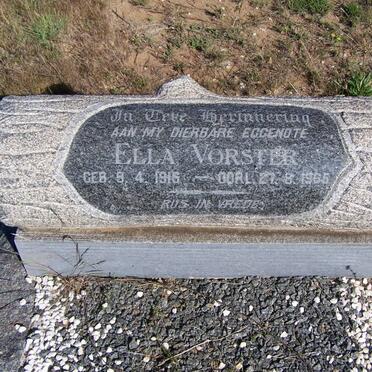 In Tere Herinnering
AAN MY DIERBARE EGGENOTE
ELLA VORSTER
GEB. 9. 4. 1915 — OORL. 27. 8. 1965
RUS IN VREDE